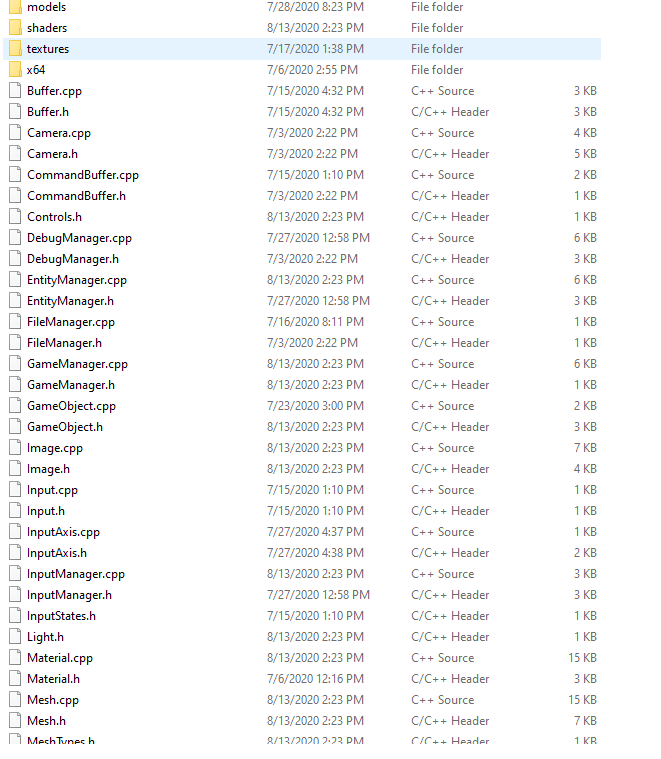 models 7/28/2020 8:23 PM File folder
shaders 8/13/2020 2:23 PM File folder
textures 7/17/2020 1:38 PM File folder
x64 7/6/2020 2:55 PM File folder
Buffer.cpp 7/15/2020 4:32 PM C++ Source 3 KB
Buffer.h 7/15/2020 4:32 PM C/C++ Header 3 KB
Camera.cpp 7/3/2020 2:22 PM C++ Source 4 KB
Camera.h 7/3/2020 2:22 PM C/C++ Header 5 KB
CommandBuffer.cpp 7/15/2020 1:10 PM C++ Source 2 KB
CommandBuffer.h 7/3/2020 2:22 PM C/C++ Header 1 KB
Controls.h 8/13/2020 2:23 PM C/C++ Header 1 KB
DebugManager.cpp 7/27/2020 12:58 PM C++ Source 6 KB
DebugManager.h 7/3/2020 2:22 PM C/C++ Header 3 KB
EntityManager.cpp 8/13/2020 2:23 PM C++ Source 6 KB
EntityManager.h 7/27/2020 12:58 PM C/C++ Header 3 KB
FileManager.cpp 7/16/2020 8:11 PM C++ Source 1 KB
FileManager.h 7/3/2020 2:22 PM C/C++ Header 1 KB
GameManager.cpp 8/13/2020 2:23 PM C++ Source 6 KB
GameManager.h 8/13/2020 2:23 PM C/C++ Header 1 KB
GameObject.cpp 7/23/2020 3:00 PM C++ Source 2 KB
GameObject.h 8/13/2020 2:23 PM C/C++ Header 3 KB
Image.cpp 8/13/2020 2:23 PM C++ Source 7 KB
Image.h 8/13/2020 2:23 PM C/C++ Header 4 KB
Input.cpp 7/15/2020 1:10 PM C++ Source 1 KB
Input.h 7/15/2020 1:10 PM C/C++ Header 1 KB
InputAxis.cpp 7/27/2020 4:37 PM C++ Source 1 KB
InputAxis.h 7/27/2020 4:38 PM C/C++ Header 2 KB
InputManager.cpp 8/13/2020 2:23 PM C++ Source 3 KB
InputManager.h 7/27/2020 12:58 PM C/C++ Header 3 KB
InputStates.h 7/15/2020 1:10 PM C/C++ Header 1 KB
Light.h 8/13/2020 2:23 PM C/C++ Header 1 KB
Material.cpp 8/13/2020 2:23 PM C++ Source 15 KB
Material.h 7/6/2020 12:16 PM C/C++ Header 3 KB
Mesh.cpp 8/13/2020 2:23 PM C++ Source 15 KB
Mesh.h 8/13/2020 2:23 PM C/C++ Header 7 KB
MeshTypes.h 8/13/2020 2:23 PM C/C++ Header 1 KB